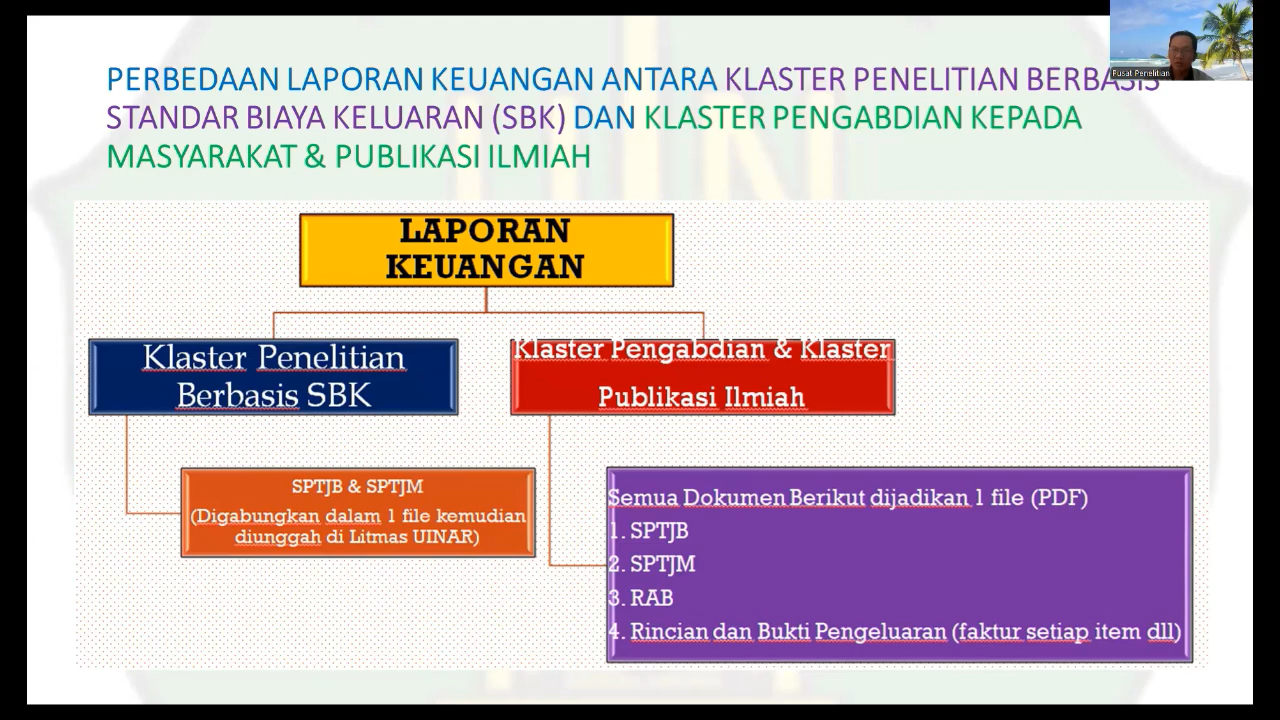 PERBEDAAN LAPORAN KEUANGAN ANTARA KLASTER PENELITIAN BERBASIS
STANDAR BIAYA KELUARAN (SBK) DAN KLASTER PENGABDIAN KEPADA
MASYARAKAT & PUBLIKASI ILMIAH
Pusat Penelitian
LAPORAN
KEUANGAN
Klaster Penelitian
Berbasis SBK
Klaster Pengabdian & Klaster
Publikasi Ilmiah
SPTJB & SPTJM
(Digabungkan dalam 1 file kemudian
diunggah di Litmas UINAR)
Semua Dokumen Berikut dijadikan 1 file (PDF)
1. SPTJB
2. SPTJM
3. RAB
4. Rincian dan Bukti Pengeluaran (faktur setiap item dll)